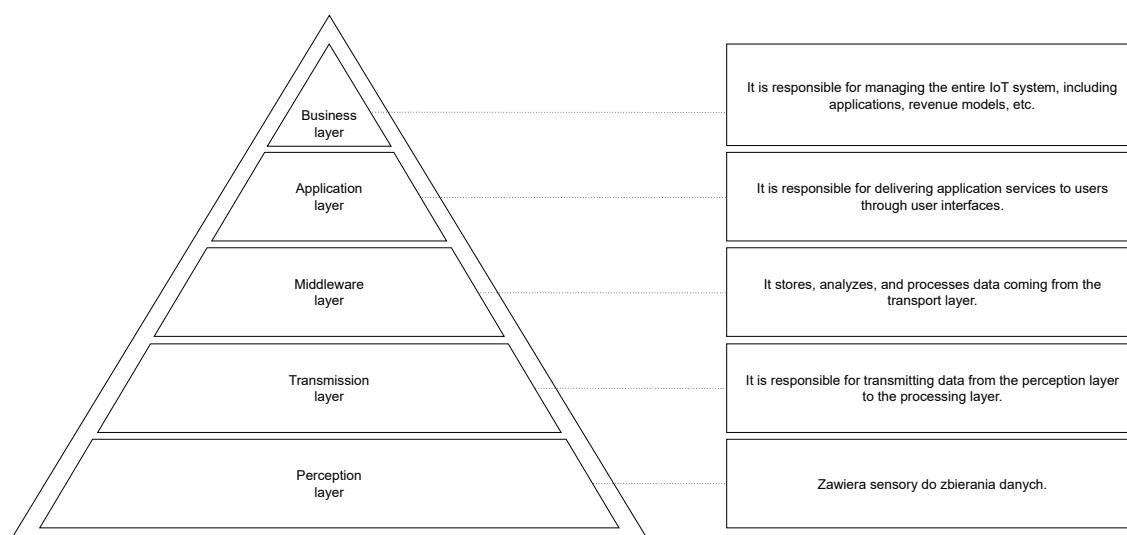 Business
layer
It is responsible for managing the entire IoT system, including
applications, revenue models, etc.
Application
layer
It is responsible for delivering application services to users
through user interfaces.
Middleware
layer
It stores, analyzes, and processes data coming from the
transport layer.
Transmission
layer
It is responsible for transmitting data from the perception layer
to the processing layer.
Perception
layer
Zawiera sensory do zbierania danych.